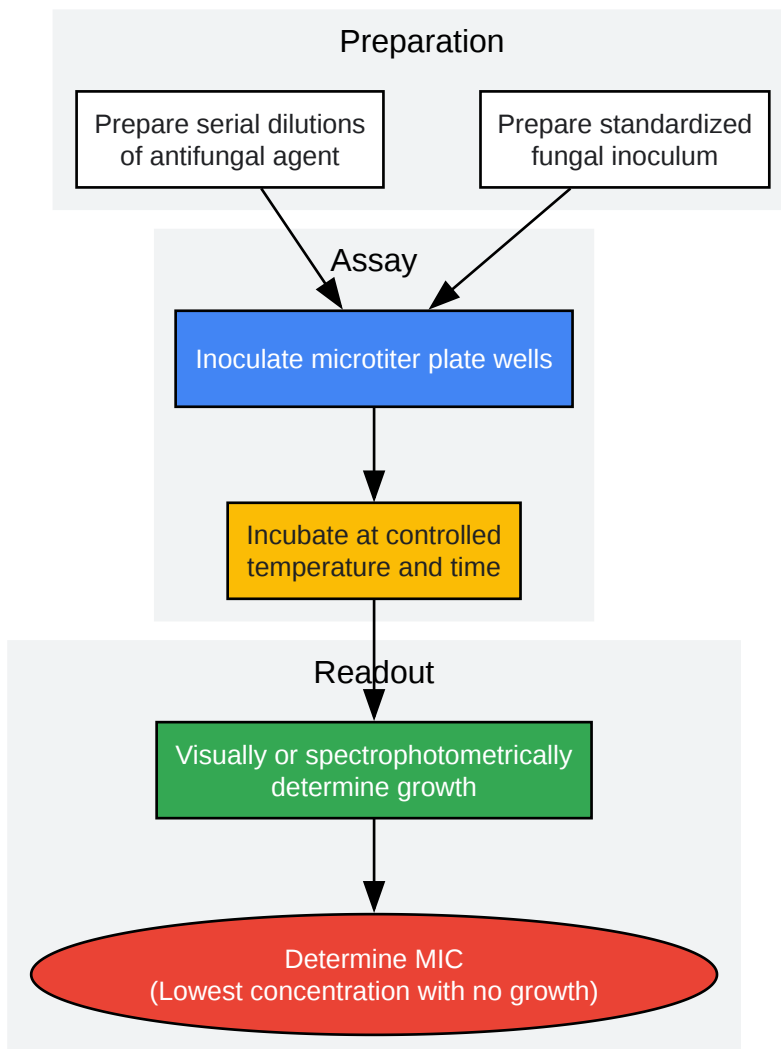 Preparation
Prepare serial dilutions
of antifungal agent
Prepare standardized
fungal inoculum
Assay
Inoculate microtiter plate wells
Incubate at controlled
temperature and time
Readout
Visually or spectrophotometrically
determine growth
Determine MIC
(Lowest concentration with no growth)